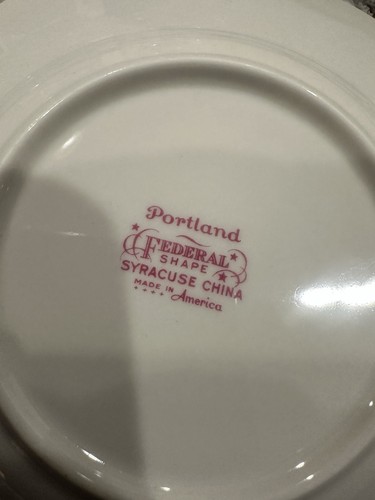 Portland
FEDERAL
SHAPE
SYRACUSE CHINA
MADE IN America